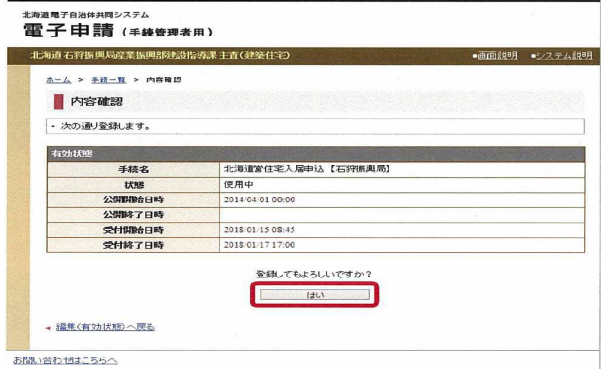 北海道電子自治体共同システム
電子申請（手続管理者用）
北海道 石狩振興局産業振興部建設指導課 主査(建築住宅)
●画面説明 ●システム説明
ホーム > 手続一覧 > 内容確認
内容確認
・次の通り登録します。
有効状態
手続名 北海道営住宅入居申込【石狩振興局】
状態 使用中
公開開始日時 2014/04/01 00:00
公開終了日時
受付開始日時 2018/01/15 08:45
受付終了日時 2018/01/17 17:00
登録してもよろしいですか？
はい
編集(有効状態)へ戻る
お問い合わせはこちらへ